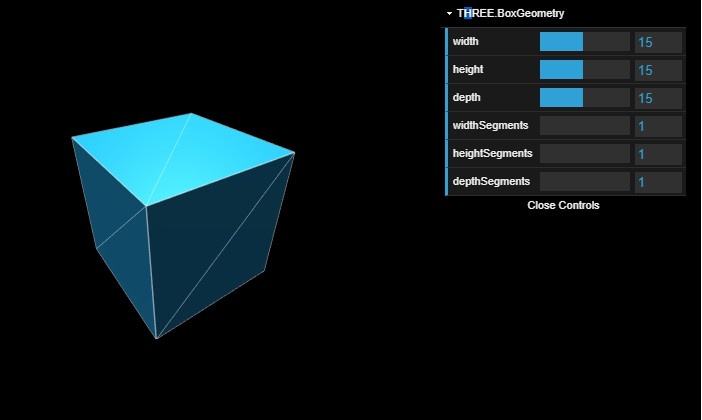 THREE.BoxGeometry
width 15
height 15
depth 15
widthSegments 1
heightSegments 1
depthSegments 1
Close Controls